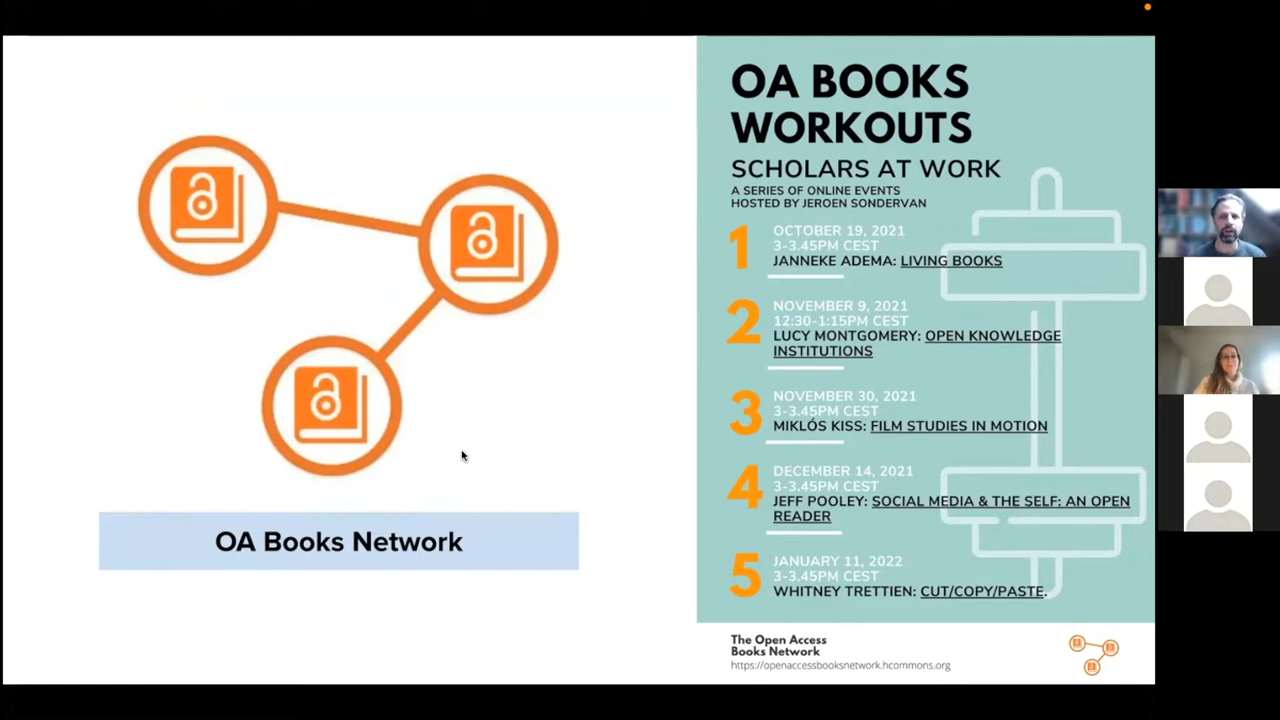 OA Books Network
OA BOOKS
WORKOUTS
SCHOLARS AT WORK
A SERIES OF ONLINE EVENTS
HOSTED BY JEROEN SONDERVAN
1
OCTOBER 19, 2021
3-3.45PM CEST
JANNEKE ADEMA: LIVING BOOKS
2
NOVEMBER 9, 2021
12:30-1:15PM CEST
LUCY MONTGOMERY: OPEN KNOWLEDGE
INSTITUTIONS
3
NOVEMBER 30, 2021
3-3.45PM CEST
MIKLÓS KISS: FILM STUDIES IN MOTION
4
DECEMBER 14, 2021
3-3.45PM CEST
JEFF POOLEY: SOCIAL MEDIA & THE SELF: AN OPEN
READER
5
JANUARY 11, 2022
3-3.45PM CEST
WHITNEY TRETTIEN: CUT/COPY/PASTE.
The Open Access
Books Network
https://openaccessbooksnetwork.hcommons.org